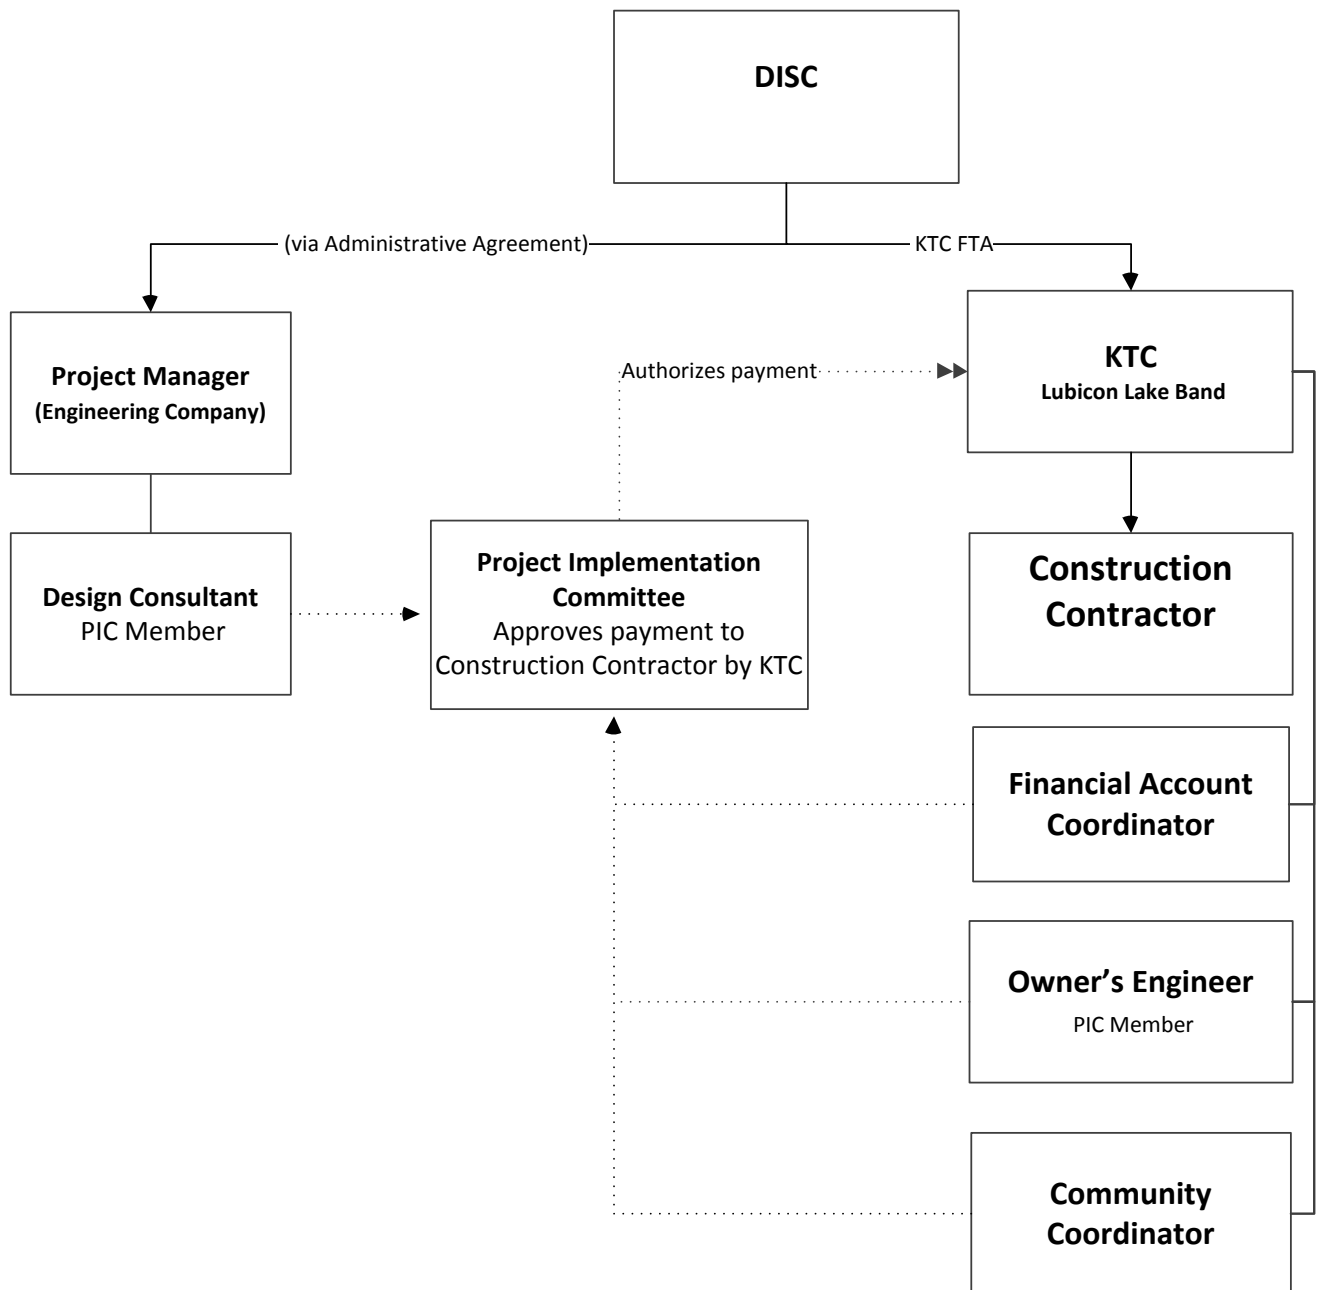 DISC
(via Administrative Agreement)
KTC FTA
Project Manager
(Engineering Company)
Authorizes payment
KTC
Lubicon Lake Band
Design Consultant
PIC Member
Project Implementation
Committee
Approves payment to
Construction Contractor by KTC
Construction
Contractor
Financial Account
Coordinator
Owner’s Engineer
PIC Member
Community
Coordinator